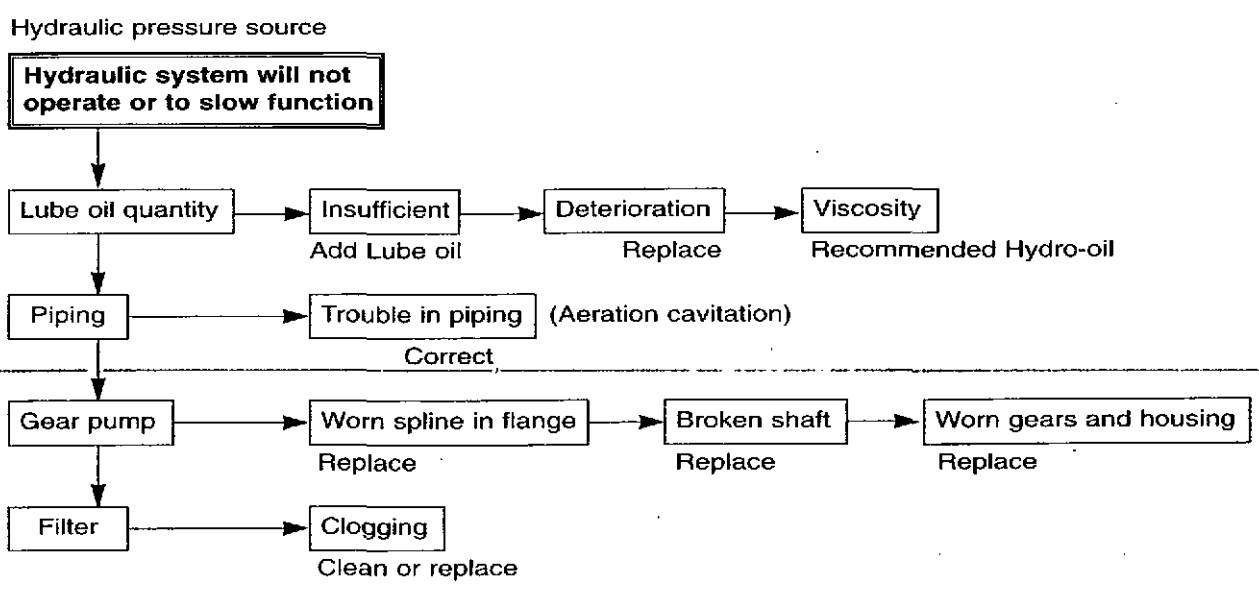 Hydraulic pressure source
Hydraulic system will not
operate or to slow function
Lube oil quantity
Insufficient
Deterioration
Viscosity
Add Lube oil
Replace
Recommended Hydro-oil
Piping
Trouble in piping
(Aeration cavitation)
Correct
Gear pump
Worn spline in flange
Broken shaft
Worn gears and housing
Replace
Replace
Replace
Filter
Clogging
Clean or replace